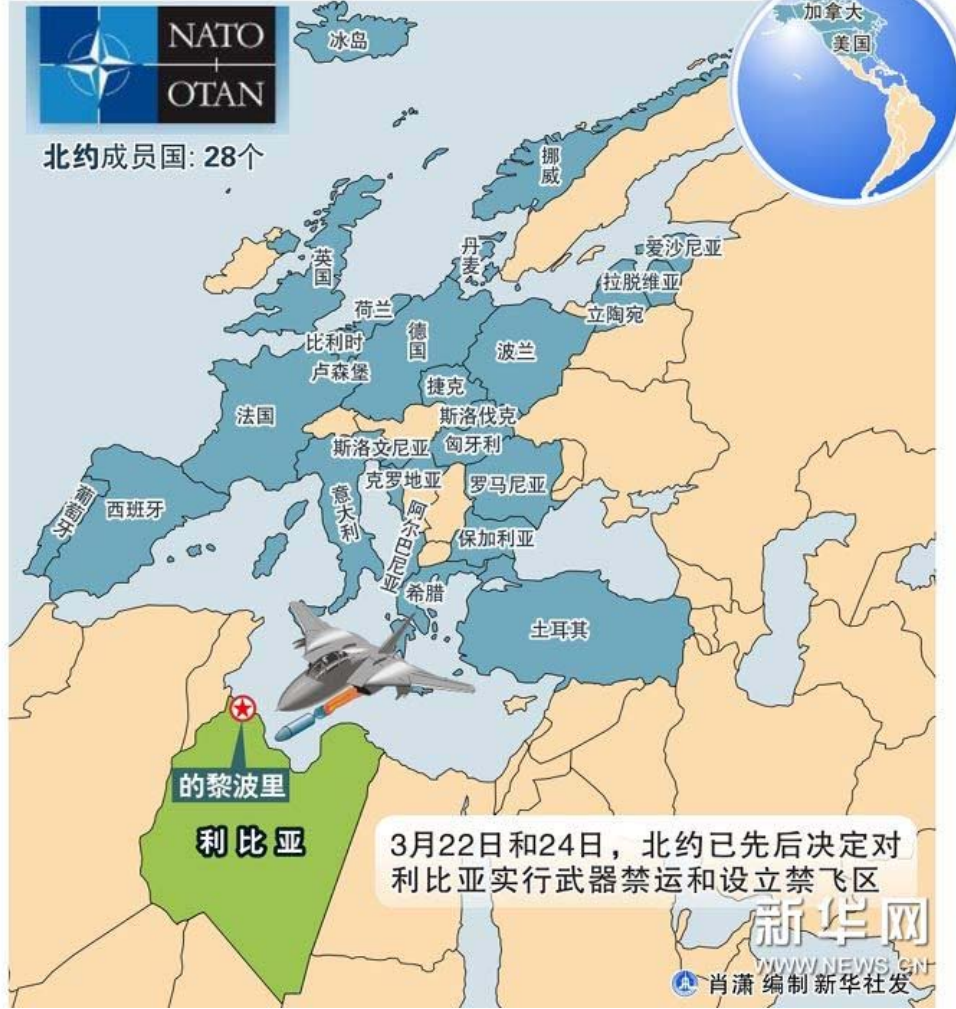 NATO
OTAN
北约成员国: 28个
冰岛
加拿大
美国
挪威
丹麦
爱沙尼亚
拉脱维亚
立陶宛
英国
荷兰
比利时
卢森堡
德国
波兰
捷克
法国
斯洛伐克
斯洛文尼亚
匈牙利
克罗地亚
罗马尼亚
葡萄牙
西班牙
意大利
阿尔巴尼亚
保加利亚
希腊
土耳其
的黎波里
利比亚
3月22日和24日，北约已先后决定对
利比亚实行武器禁运和设立禁飞区
新华网
WWW.NEWS.CN
肖潇 编制 新华社发